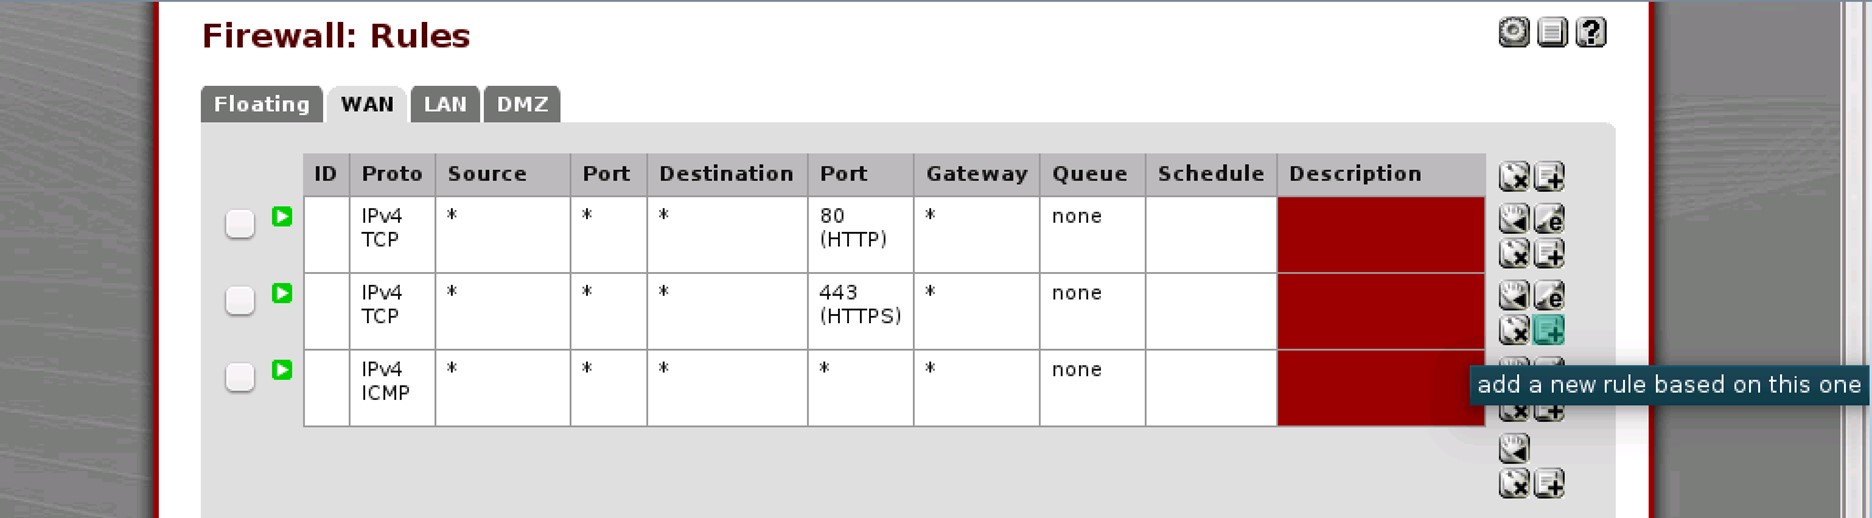 Firewall: Rules
Floating WAN LAN DMZ
ID Proto Source Port Destination Port Gateway Queue Schedule Description
IPv4 TCP * * * 80 (HTTP) * none
IPv4 TCP * * * 443 (HTTPS) * none
IPv4 ICMP * * * * * none
add a new rule based on this one